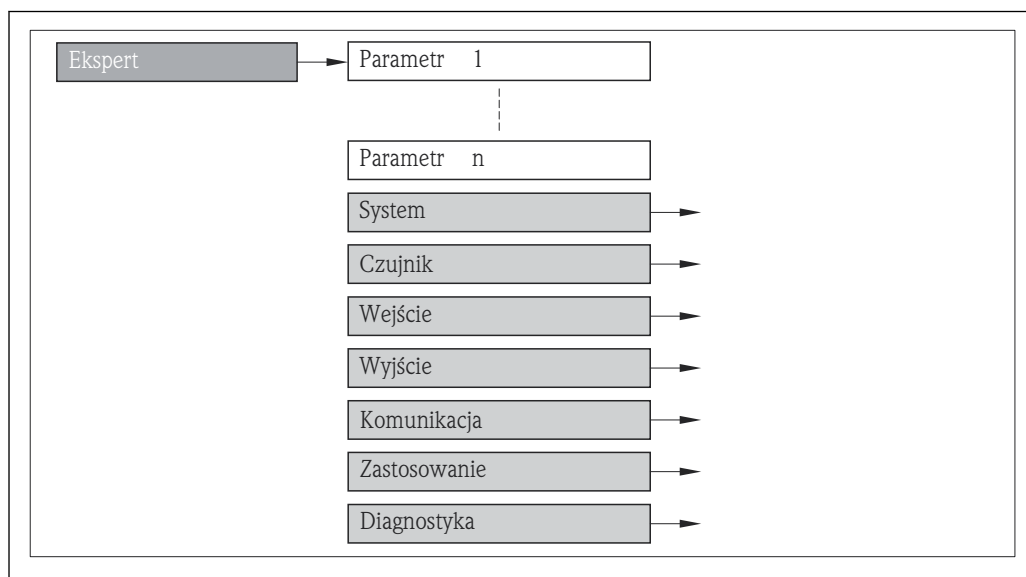 Ekspert
Parametr 1
Parametr n
System
Czujnik
Wejście
Wyjście
Komunikacja
Zastosowanie
Diagnostyka